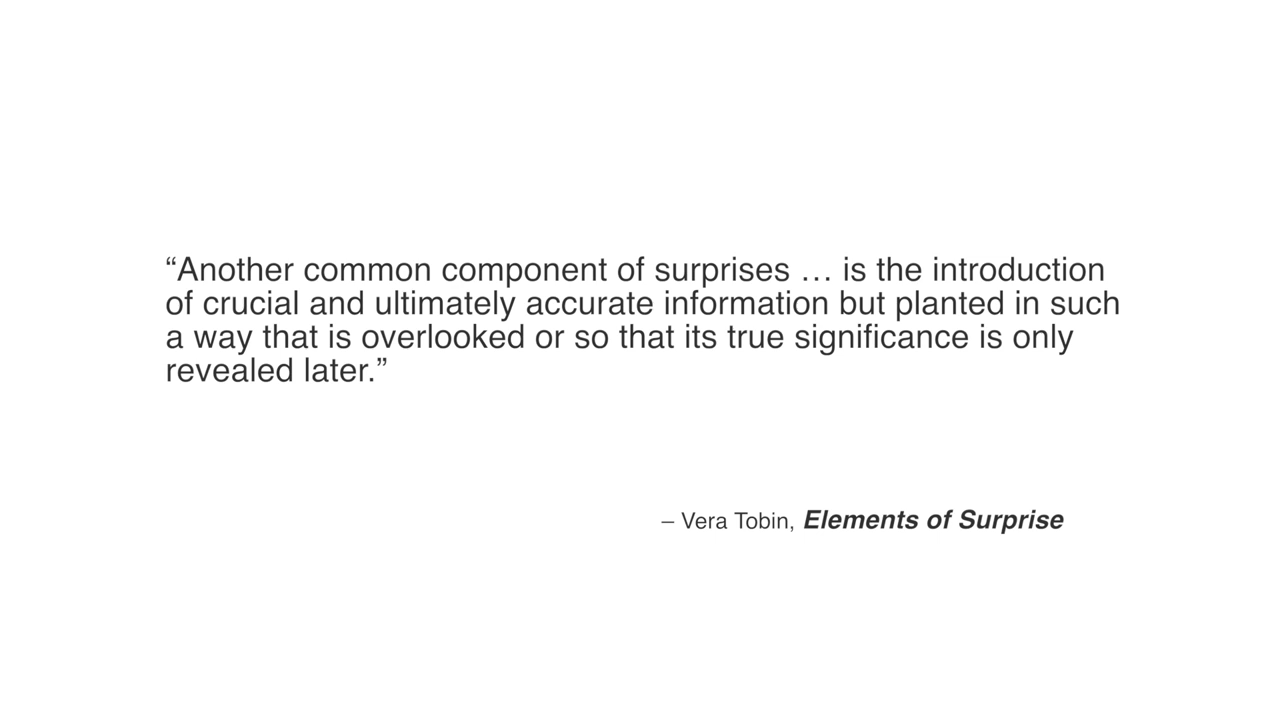 “Another common component of surprises … is the introduction
of crucial and ultimately accurate information but planted in such
a way that is overlooked or so that its true significance is only
revealed later.”
– Vera Tobin, Elements of Surprise